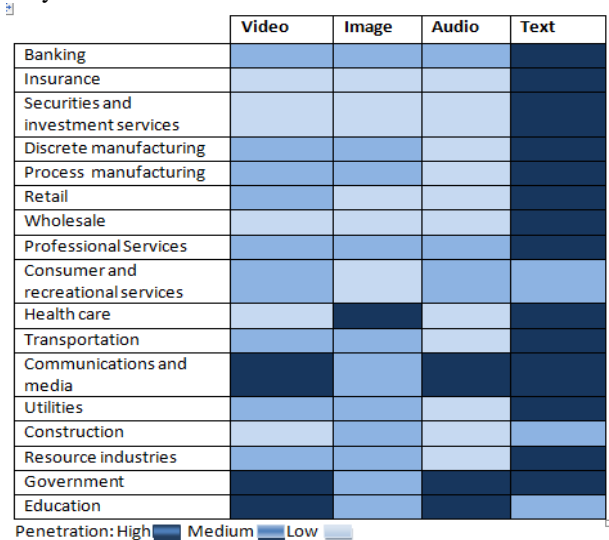 Video Image Audio Text
Banking
Insurance
Securities and
investment services
Discrete manufacturing
Process manufacturing
Retail
Wholesale
Professional Services
Consumer and
recreational services
Health care
Transportation
Communications and
media
Utilities
Construction
Resource industries
Government
Education
Penetration: High Medium Low